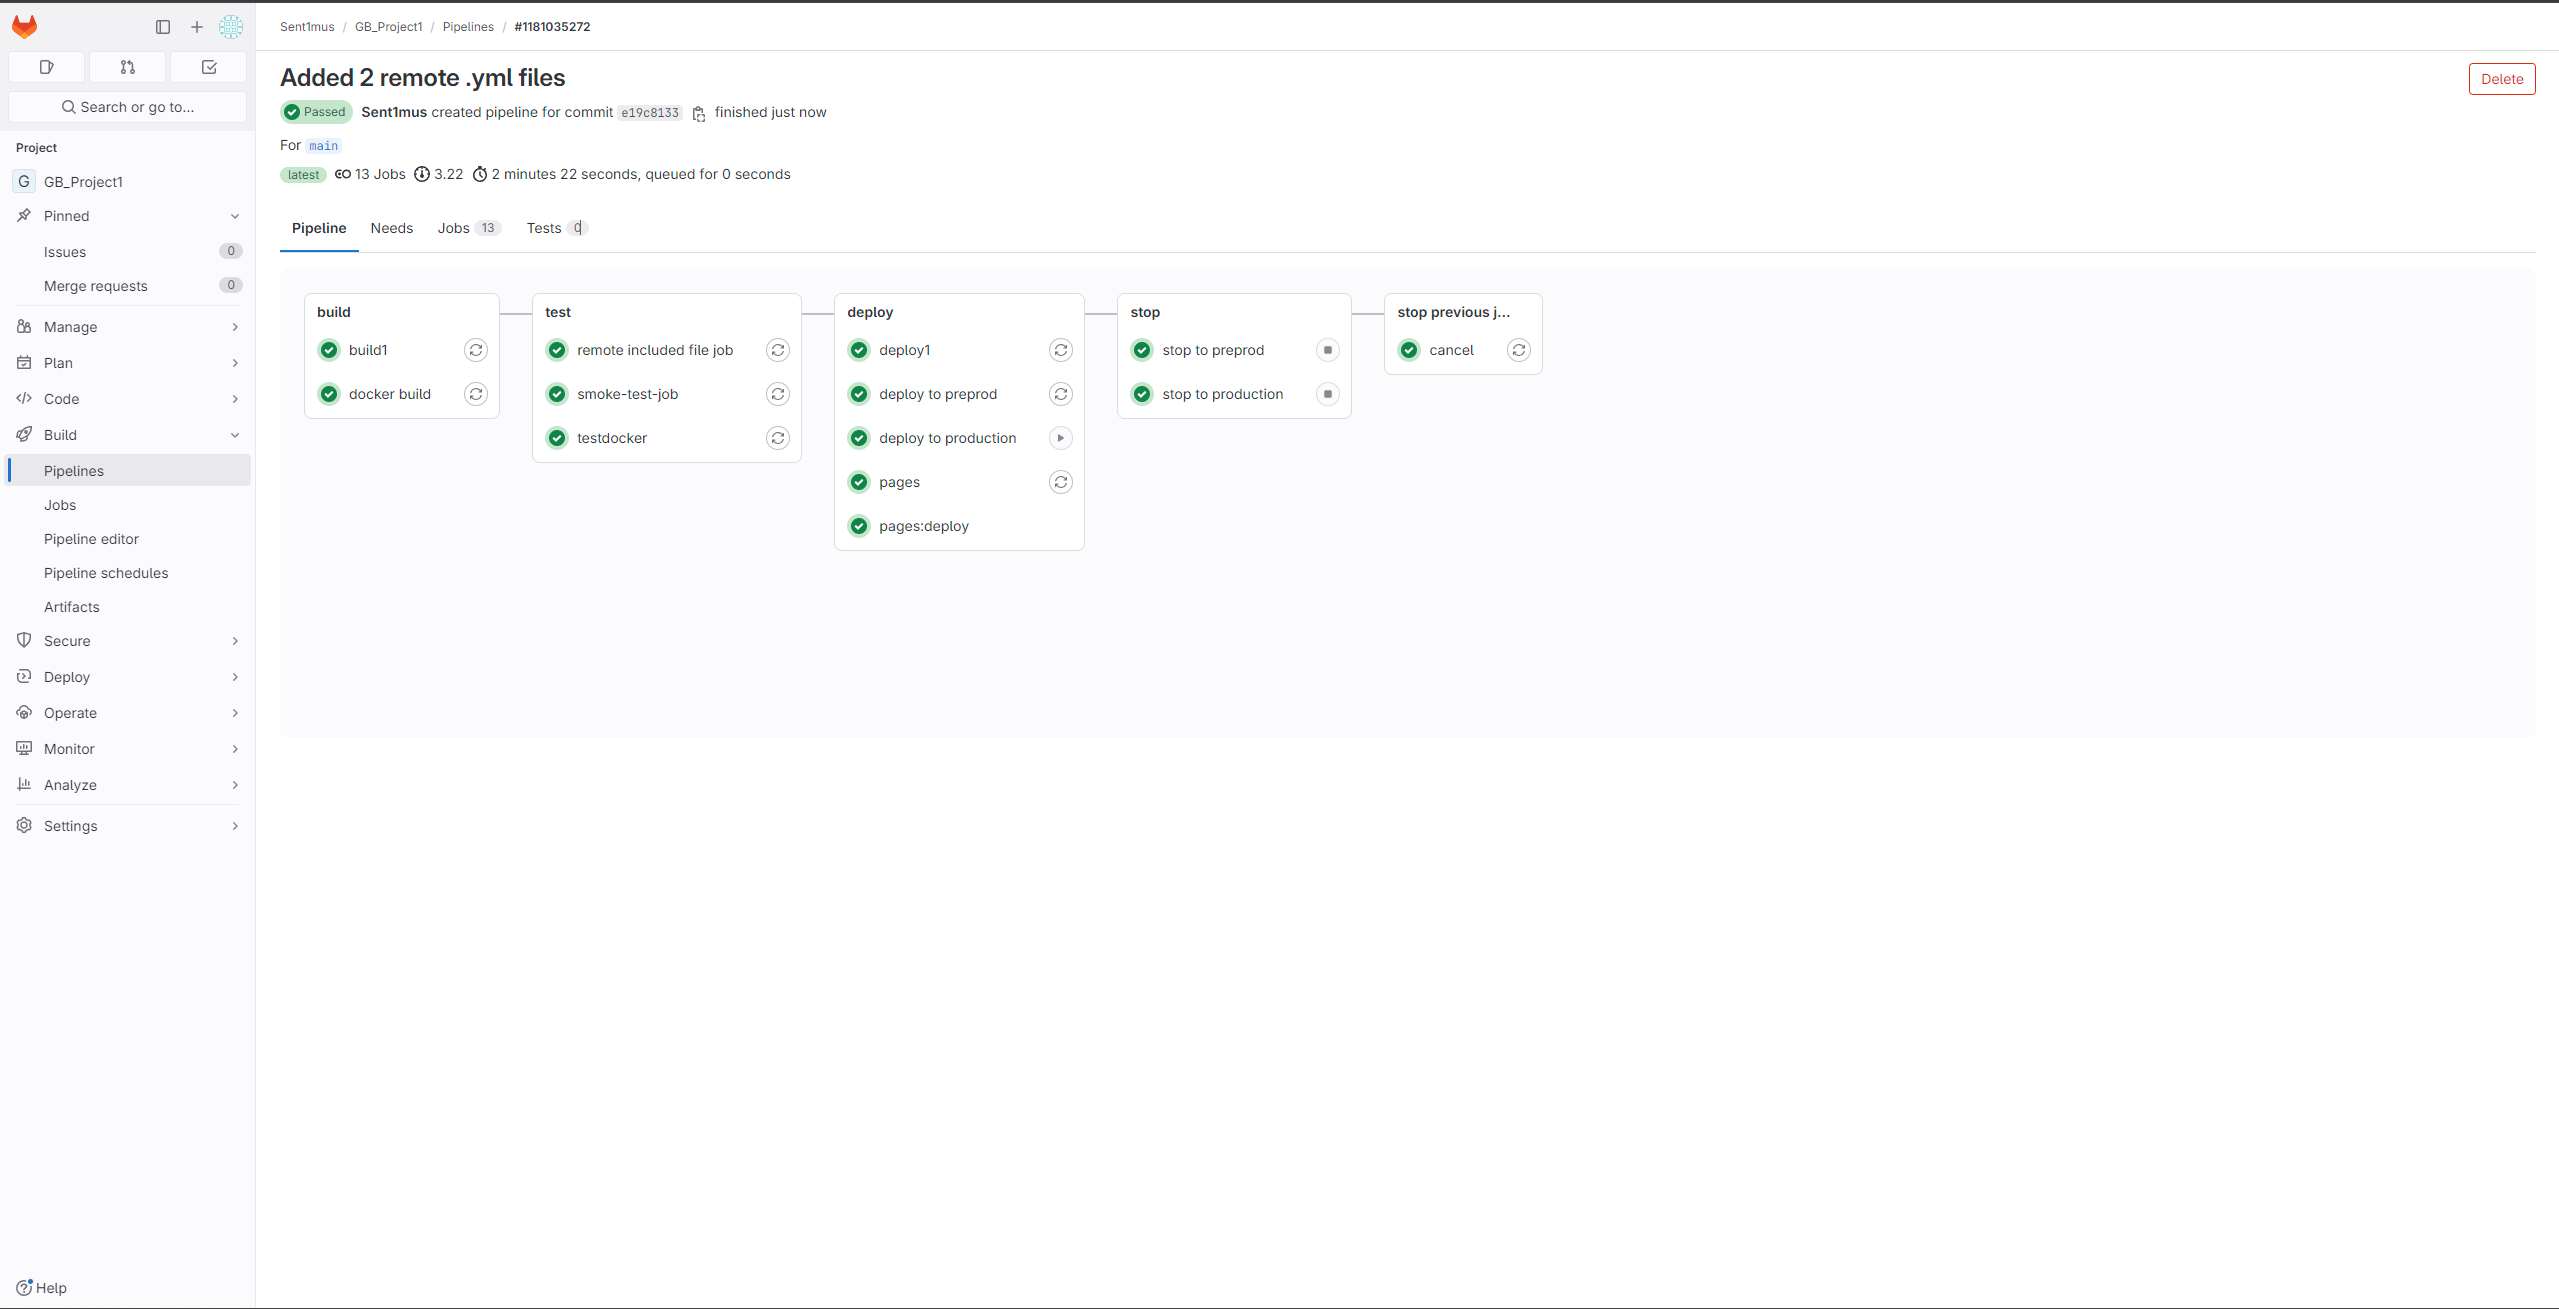 Sent1mus / GB_Project1 / Pipelines / #1181035272
Search or go to...
Project
G GB_Project1
Pinned
Issues 0
Merge requests 0
Manage
Plan
Code
Build
Pipelines
Jobs
Pipeline editor
Pipeline schedules
Artifacts
Secure
Deploy
Operate
Monitor
Analyze
Settings
Help
Added 2 remote .yml files
Delete
Passed Sent1mus created pipeline for commit e19c8133 finished just now
For main
latest 13 Jobs 3.22 2 minutes 22 seconds, queued for 0 seconds
Pipeline Needs Jobs 13 Tests 0
build
build1
docker build
test
remote included file job
smoke-test-job
testdocker
deploy
deploy1
deploy to preprod
deploy to production
pages
pages:deploy
stop
stop to preprod
stop to production
stop previous j...
cancel